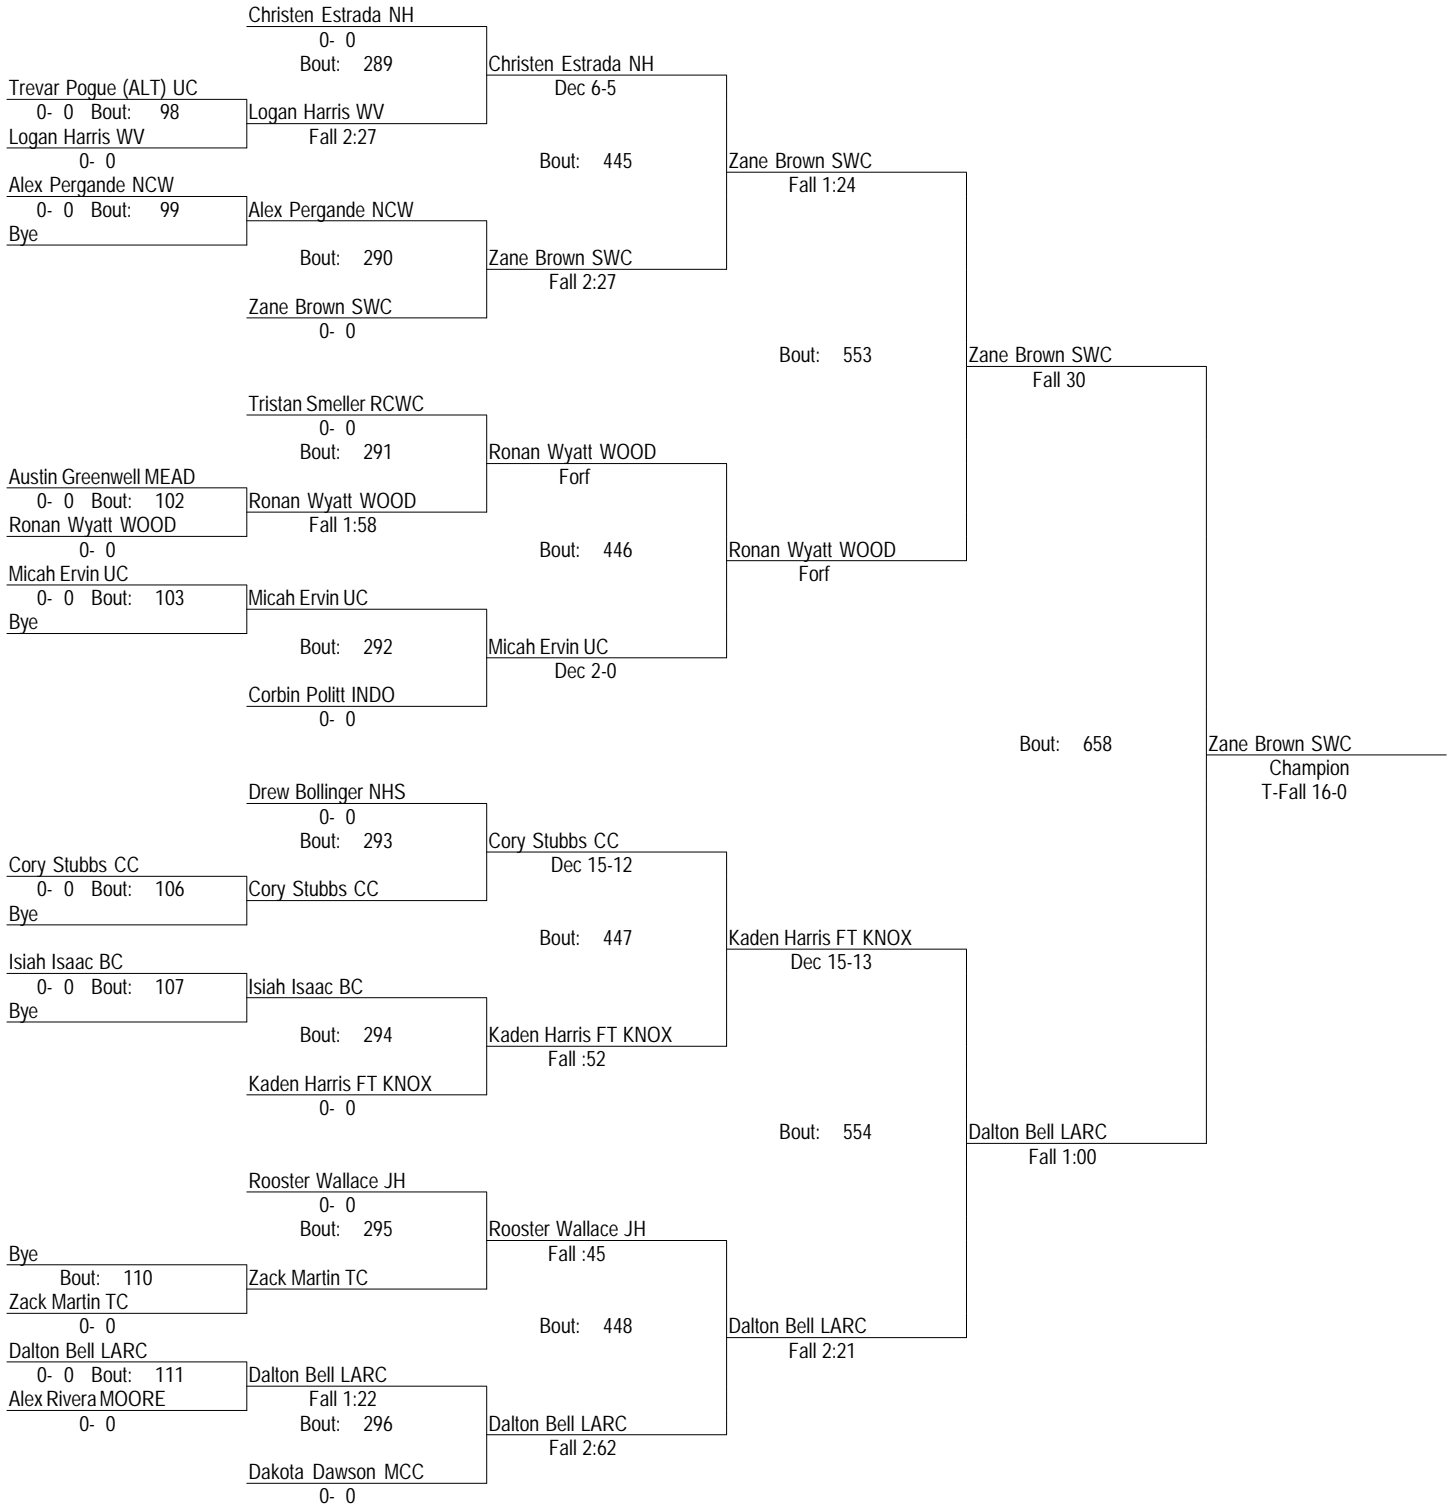 Christen Estrada NH
0- 0
Bout: 289
Christen Estrada NH
Dec 6-5
Trevar Pogue (ALT) UC
0- 0 Bout: 98
Logan Harris WV
Fall 2:27
Logan Harris WV
0- 0
Bout: 445
Zane Brown SWC
Fall 1:24
Alex Pergande NCW
0- 0 Bout: 99
Alex Pergande NCW
Bye
Bout: 290
Zane Brown SWC
Fall 2:27
Zane Brown SWC
0- 0
Bout: 553
Zane Brown SWC
Fall 30
Tristan Smeller RCWC
0- 0
Bout: 291
Ronan Wyatt WOOD
Forf
Austin Greenwell MEAD
0- 0 Bout: 102
Ronan Wyatt WOOD
Fall 1:58
Ronan Wyatt WOOD
0- 0
Bout: 446
Ronan Wyatt WOOD
Forf
Micah Ervin UC
0- 0 Bout: 103
Micah Ervin UC
Bye
Bout: 292
Micah Ervin UC
Dec 2-0
Corbin Politt INDO
0- 0
Bout: 658
Zane Brown SWC
Champion
T-Fall 16-0
Drew Bollinger NHS
0- 0
Bout: 293
Cory Stubbs CC
Dec 15-12
Cory Stubbs CC
0- 0 Bout: 106
Cory Stubbs CC
Bye
Bout: 447
Kaden Harris FT KNOX
Dec 15-13
Isiah Isaac BC
0- 0 Bout: 107
Isiah Isaac BC
Bye
Bout: 294
Kaden Harris FT KNOX
Fall :52
Kaden Harris FT KNOX
0- 0
Bout: 554
Dalton Bell LARC
Fall 1:00
Rooster Wallace JH
0- 0
Bout: 295
Rooster Wallace JH
Fall :45
Bye
Bout: 110
Zack Martin TC
Zack Martin TC
0- 0
Bout: 448
Dalton Bell LARC
Fall 2:21
Dalton Bell LARC
0- 0 Bout: 111
Dalton Bell LARC
Fall 1:22
Alex Rivera MOORE
0- 0
Bout: 296
Dalton Bell LARC
Fall 2:62
Dakota Dawson MCC
0- 0